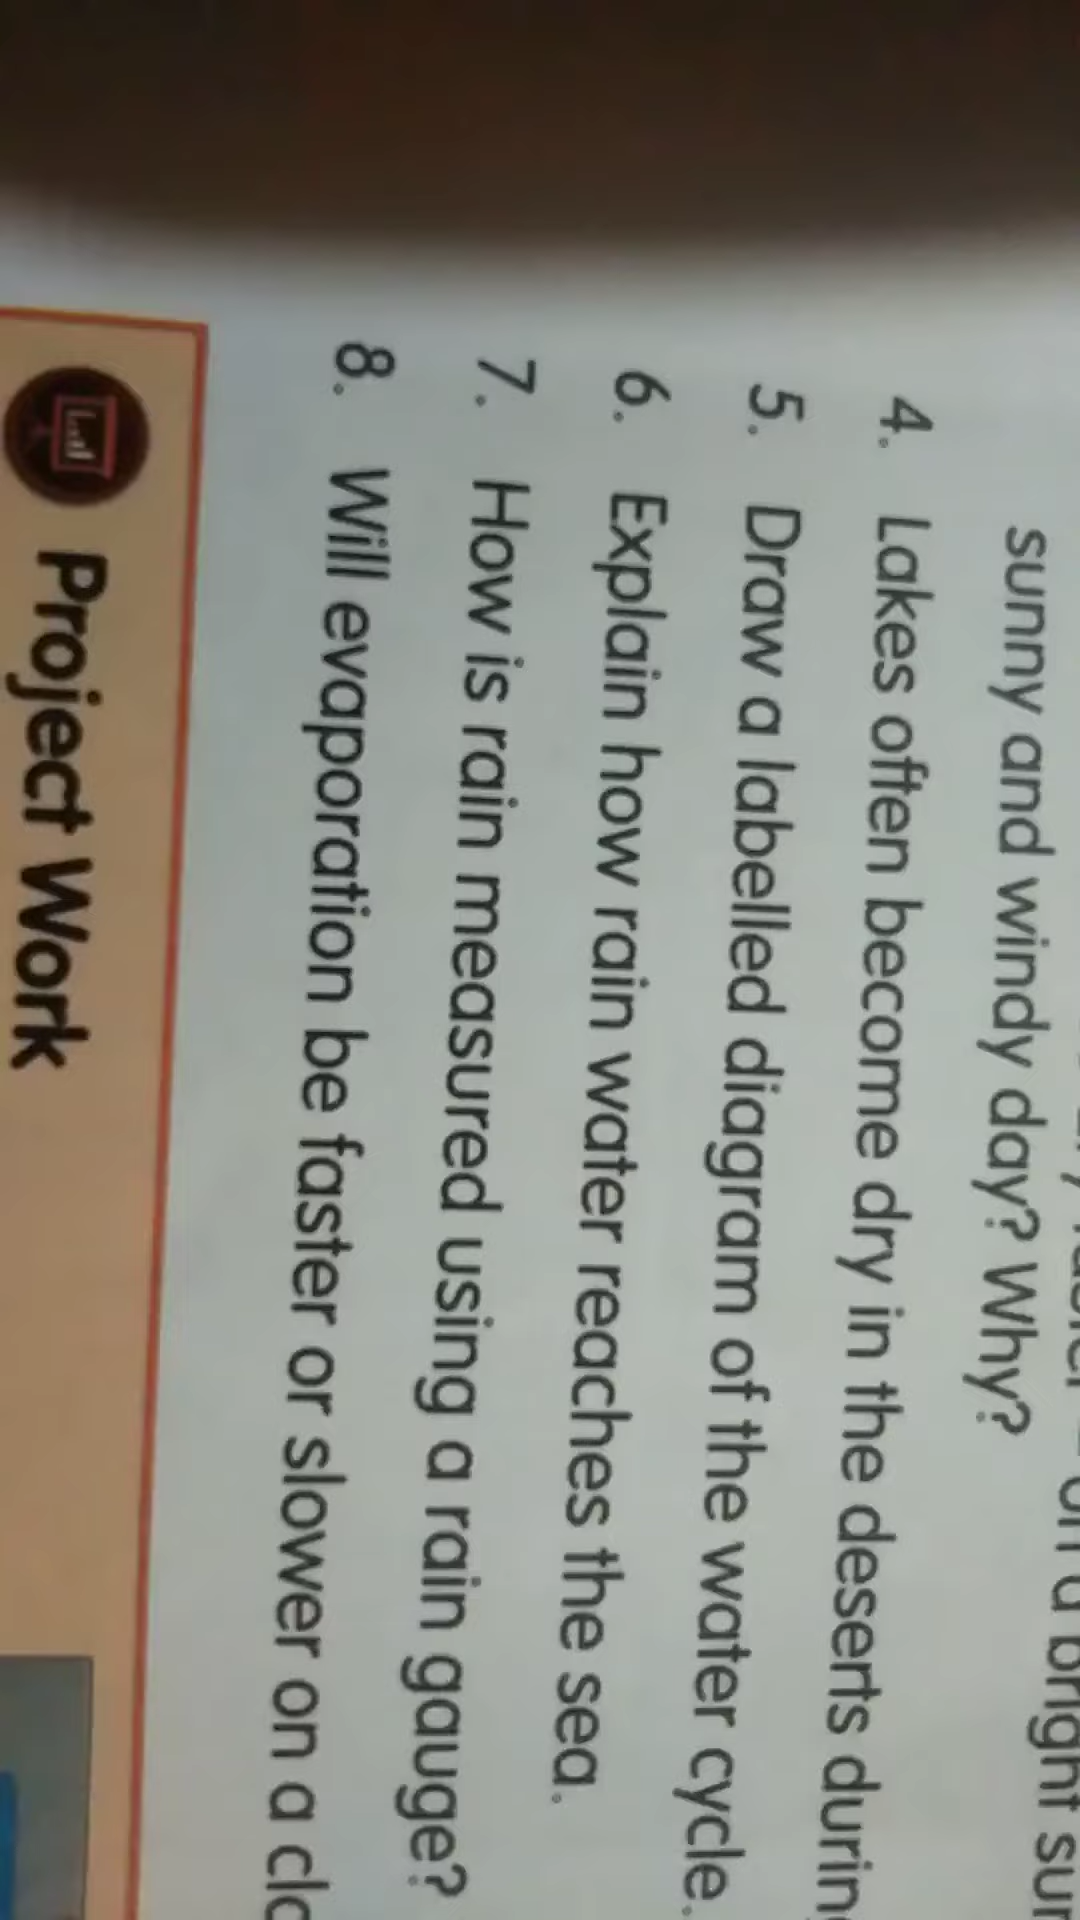 on a bright
sunny and windy day? Why?
4. Lakes often become dry in the deserts
5. Draw a labelled diagram of the water cycle.
6. Explain how rain water reaches the sea.
7. How is rain measured using a rain gauge?
8. Will evaporation be faster or slower on a
Project Work